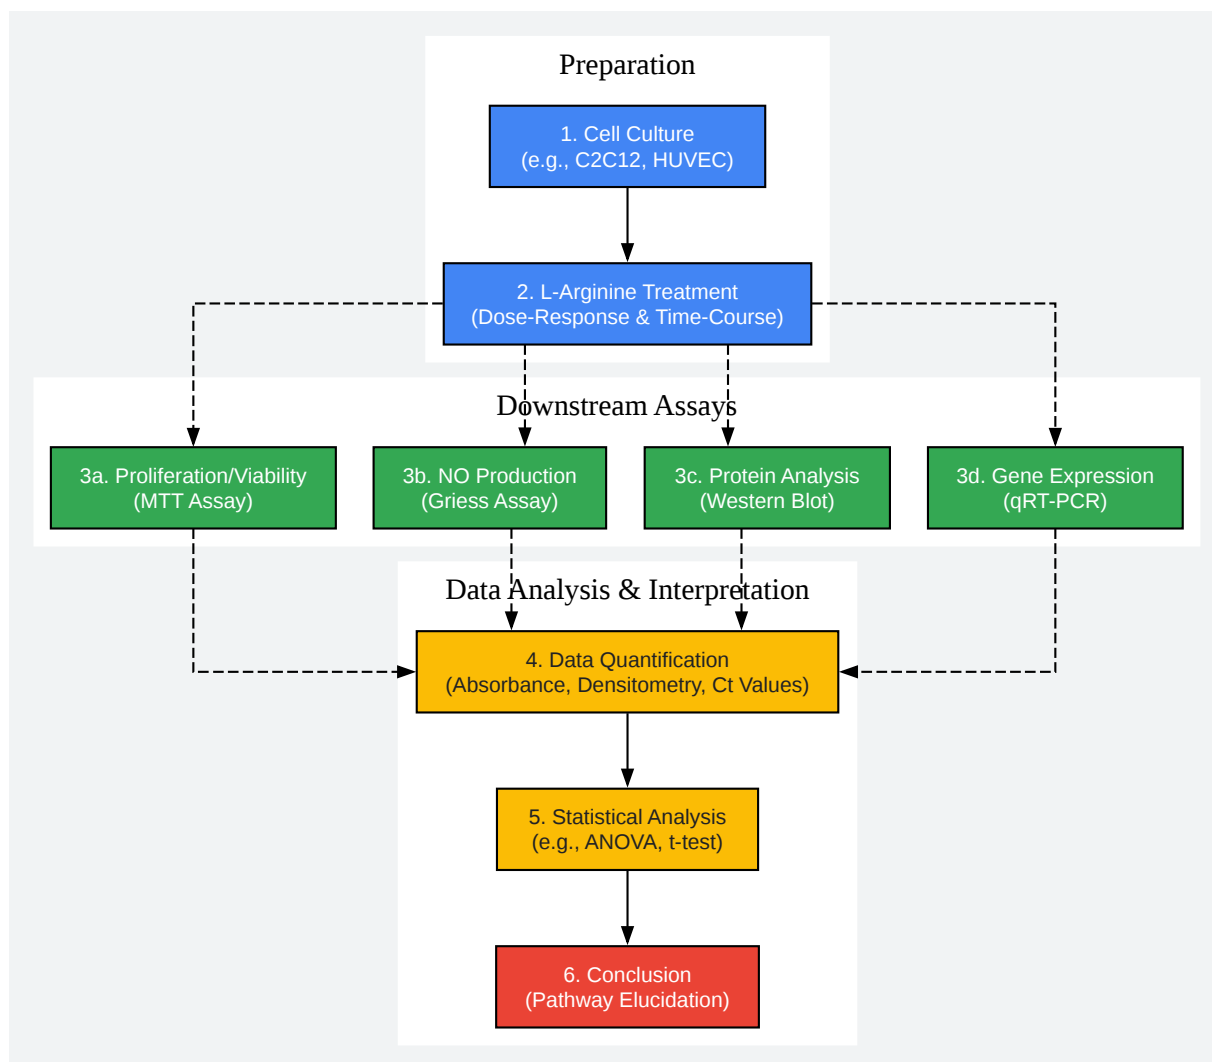 Preparation
1. Cell Culture
(e.g., C2C12, HUVEC)
2. L-Arginine Treatment
(Dose-Response & Time-Course)
Downstream Assays
3a. Proliferation/Viability
(MTT Assay)
3b. NO Production
(Griess Assay)
3c. Protein Analysis
(Western Blot)
3d. Gene Expression
(qRT-PCR)
Data Analysis & Interpretation
4. Data Quantification
(Absorbance, Densitometry, Ct Values)
5. Statistical Analysis
(e.g., ANOVA, t-test)
6. Conclusion
(Pathway Elucidation)